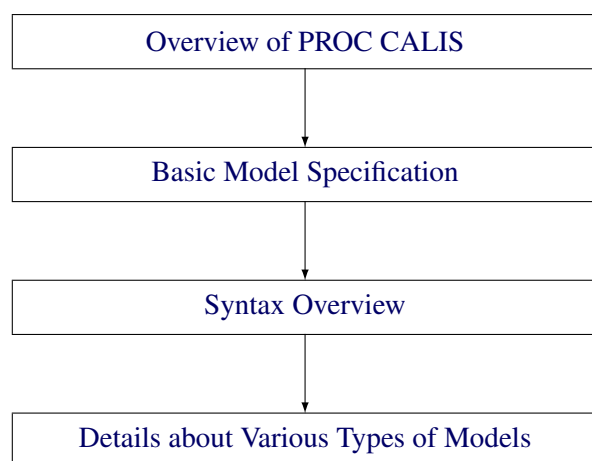 Overview of PROC CALIS
Basic Model Specification
Syntax Overview
Details about Various Types of Models